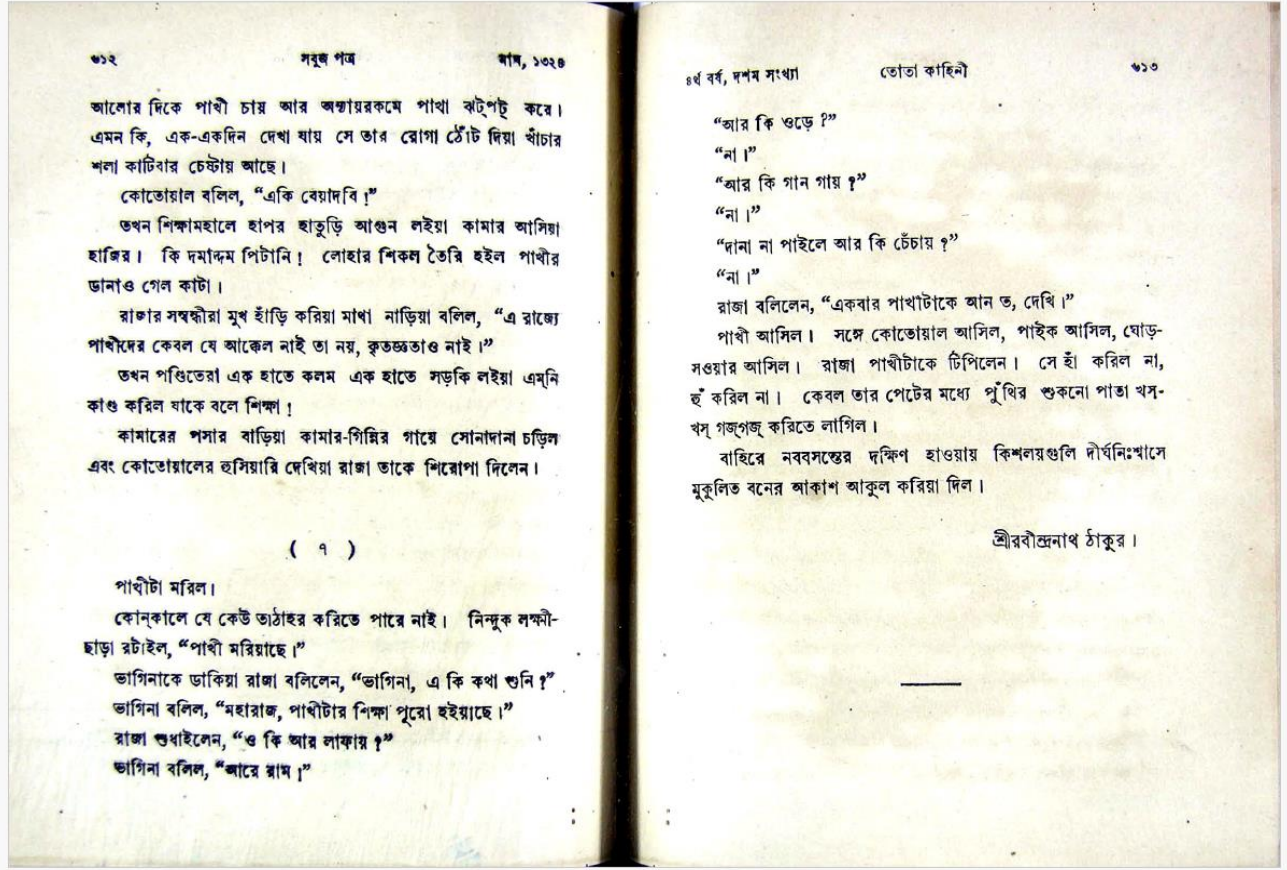 ৬১২ সবুজ পত্র মাঘ, ১৩২৪
আলোর দিকে পাখী চায় আর অন্যায়রকমে পাখা ঝট্‌পট্ করে।
এমন কি, এক-একদিন দেখা যায় সে তার রোগা ঠোঁট দিয়া খাঁচার
শলা কাটিবার চেষ্টায় আছে।
কোতোয়াল বলিল, “একি বেয়াদবি!”
তখন শিক্ষামহালে হাপর হাতুড়ি আগুন লইয়া কামার আসিয়া
হাজির। কি দমাদ্দম পিটানি! লোহার শিকল তৈরি হইল পাখীর
ডানাও গেল কাটা।
রাজার সম্বন্ধীরা মুখ হাঁড়ি করিয়া মাথা নাড়িয়া বলিল, “এ রাজ্যে
পাখীদের কেবল যে আক্কেল নাই তা নয়, কৃতজ্ঞতাও নাই।”
তখন পণ্ডিতেরা এক হাতে কলম এক হাতে সড়কি লইয়া এম্‌নি
কাণ্ড করিল যাকে বলে শিক্ষা!
কামারের পসার বাড়িয়া কামার-গিন্নির গায়ে সোনাদানা চড়িল
এবং কোতোয়ালের হুসিয়ারি দেখিয়া রাজা তাকে শিরোপা দিলেন।
( ৭ )
পাখীটা মরিল।
কোন্‌কালে যে কেউ তাঠাহর করিতে পারে নাই। নিন্দুক লক্ষ্মী-
ছাড়া রটাইল, “পাখী মরিয়াছে।”
ভাগিনাকে ডাকিয়া রাজা বলিলেন, “ভাগিনা, এ কি কথা শুনি?”
ভাগিনা বলিল, “মহারাজ, পাখীটার শিক্ষা পূরো হইয়াছে।”
রাজা শুধাইলেন, “ও কি আর লাফায়?”
ভাগিনা বলিল, “আরে রাম।”
৪র্থ বর্ষ, দশম সংখ্যা তোতা কাহিনী ৬১৩
“আর কি ওড়ে?”
“না।”
“আর কি গান গায়?”
“না।”
“দানা না পাইলে আর কি চেঁচায়?”
“না।”
রাজা বলিলেন, “একবার পাখীটাকে আন ত, দেখি।”
পাখী আসিল। সঙ্গে কোতোয়াল আসিল, পাইক আসিল, ঘোড়-
সওয়ার আসিল। রাজা পাখীটাকে টিপিলেন। সে হাঁ করিল না,
হুঁ করিল না। কেবল তার পেটের মধ্যে পুঁথির শুকনো পাতা খস্-
খস্ গজ্‌গজ্ করিতে লাগিল।
বাহিরে নববসন্তের দক্ষিণ হাওয়ায় কিশলয়গুলি দীর্ঘনিঃশ্বাসে
মুকুলিত বনের আকাশ আকুল করিয়া দিল।
শ্রীরবীন্দ্রনাথ ঠাকুর।